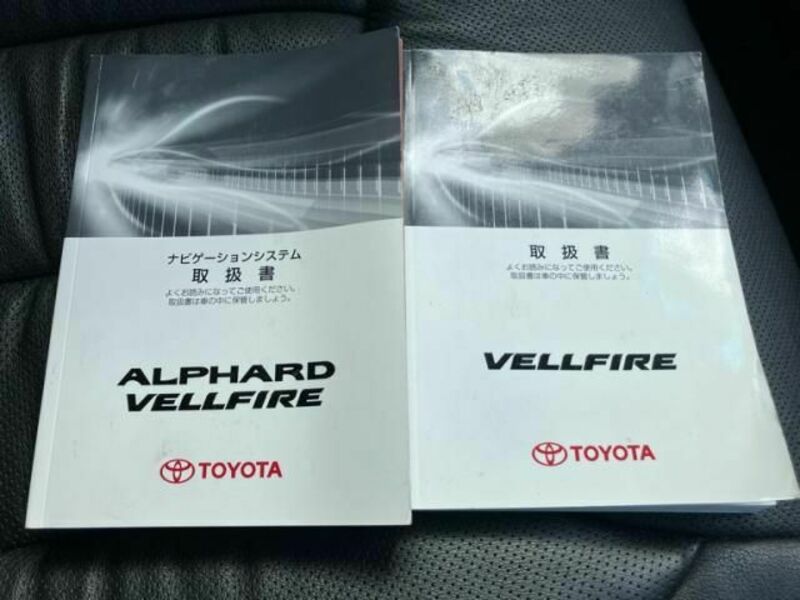 ナビゲーションシステム
取扱書
よくお読みになってご使用ください。
取扱書は車の中に保管しましょう。
ALPHARD
VELLFIRE
TOYOTA
取扱書
よくお読みになってご使用ください。
取扱書は車の中に保管しましょう。
VELLFIRE
TOYOTA